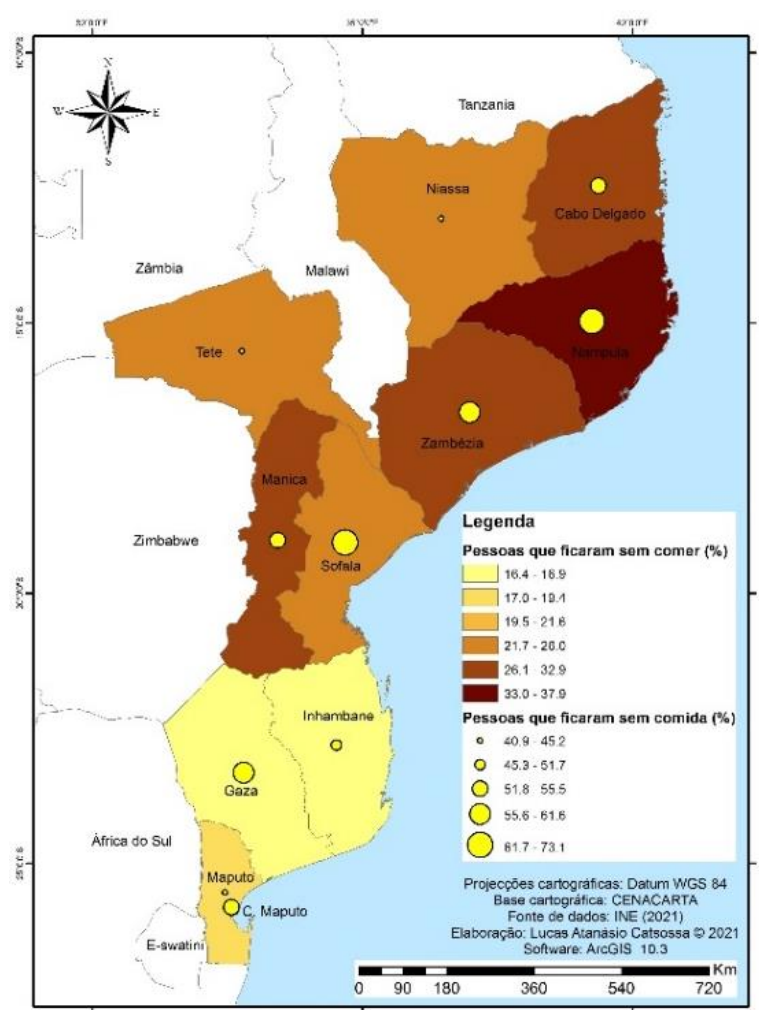 10°00"S
N
W
E
S
Tanzania
Niassa
Cabo Delgado
Zâmbia
Malawi
Nampula
Tete
Zambézia
Manica
Zimbabwe
Sofala
Legenda
Pessoas que ficaram sem comer (%)
16.4 - 16.9
17.0 - 19.4
19.5 - 21.6
21.7 - 26.0
26.1 - 32.9
33.0 - 37.9
Pessoas que ficaram sem comida (%)
40.9 - 45.2
45.3 - 51.7
51.8 - 55.5
55.6 - 61.6
61.7 - 73.1
Inhambane
Gaza
África do Sul
Maputo
C. Maputo
E-swatini
Projecções cartográficas: Datum WGS 84
Base cartográfica: CENACARTA
Fonte de dados: INE (2021)
Elaboração: Lucas Atanásio Catsossa © 2021
Software: ArcGIS 10.3
Km
0 90 180 360 540 720